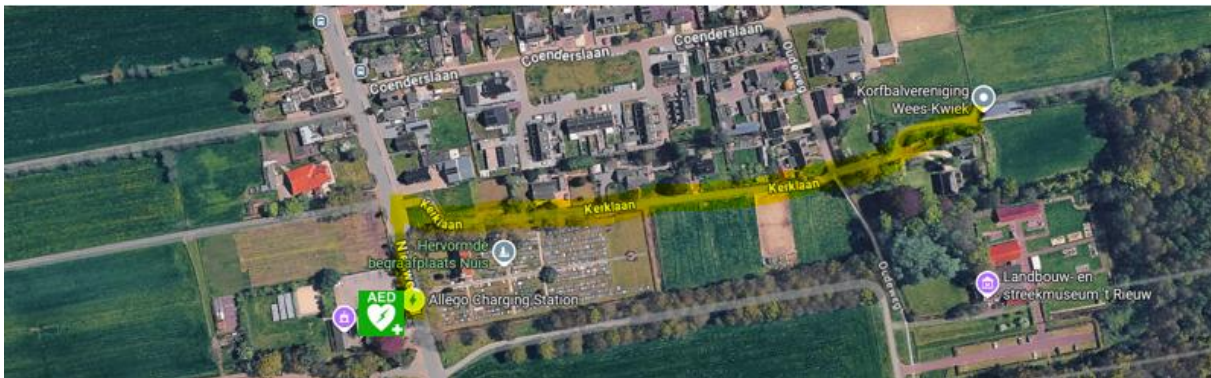 Coenderslaan
Coenderslaan
Coenderslaan
Oudeweg
Korfbalvereniging
Wees-Kwiek
Kerklaan
Kerklaan
Kerklaan
Hervormde
begraafplaats Nuis
AED
Allego Charging Station
Oudeweg
Landbouw- en
streekmuseum 't Rieuw